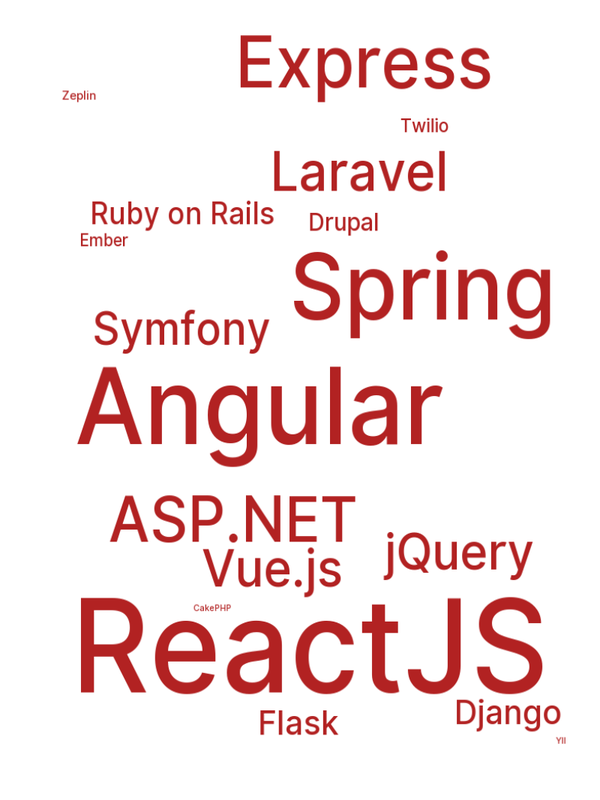 Express
Zeplin
Twilio
Laravel
Ruby on Rails
Drupal
Ember
Spring
Symfony
Angular
ASP.NET
jQuery
Vue.js
CakePHP
ReactJS
Django
Flask
YII